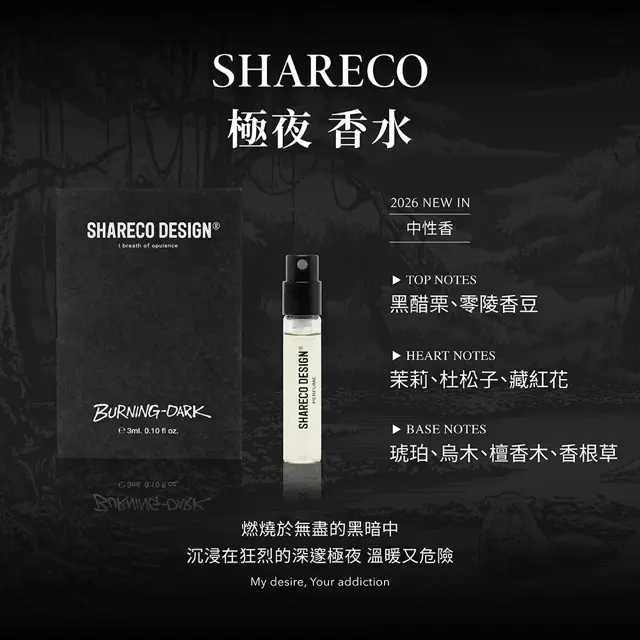 SHARECO
極夜 香水
SHARECO DESIGN®
I breath of opulence
BURNING-DARK
℮3ml. 0.10 fl oz.
SHARECO DESIGN®
PERFUME
2026 NEW IN
中性香
▶ TOP NOTES
黑醋栗、零陵香豆
▶ HEART NOTES
茉莉、杜松子、藏紅花
▶ BASE NOTES
琥珀、烏木、檀香木、香根草
燃燒於無盡的黑暗中
沉浸在狂烈的深邃極夜 溫暖又危險
My desire, Your addiction